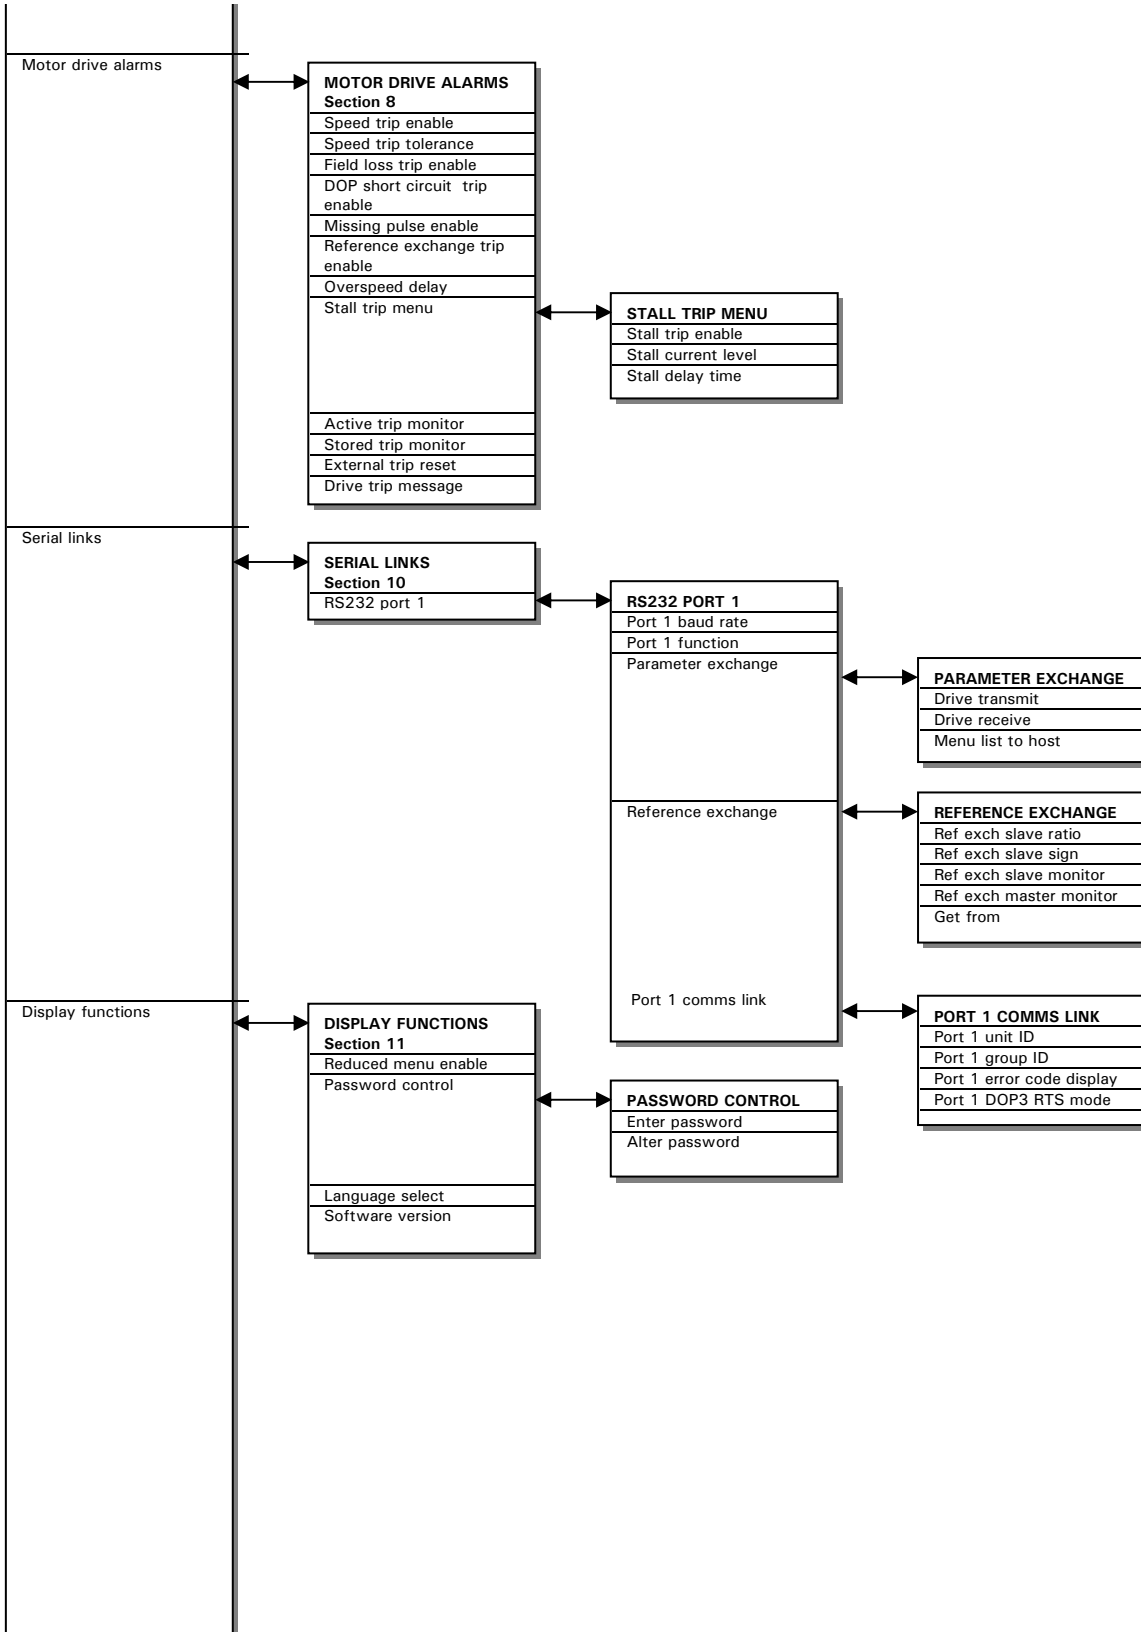 Motor drive alarms
MOTOR DRIVE ALARMS
Section 8
Speed trip enable
Speed trip tolerance
Field loss trip enable
DOP short circuit  trip
enable
Missing pulse enable
Reference exchange trip
enable
Overspeed delay
Stall trip menu
STALL TRIP MENU
Stall trip enable
Stall current level
Stall delay time
Active trip monitor
Stored trip monitor
External trip reset
Drive trip message
Serial links
SERIAL LINKS
Section 10
RS232 port 1
RS232 PORT 1
Port 1 baud rate
Port 1 function
Parameter exchange
PARAMETER EXCHANGE
Drive transmit
Drive receive
Menu list to host
Reference exchange
REFERENCE EXCHANGE
Ref exch slave ratio
Ref exch slave sign
Ref exch slave monitor
Ref exch master monitor
Get from
Port 1 comms link
PORT 1 COMMS LINK
Port 1 unit ID
Port 1 group ID
Port 1 error code display
Port 1 DOP3 RTS mode
Display functions
DISPLAY FUNCTIONS
Section 11
Reduced menu enable
Password control
PASSWORD CONTROL
Enter password
Alter password
Language select
Software version